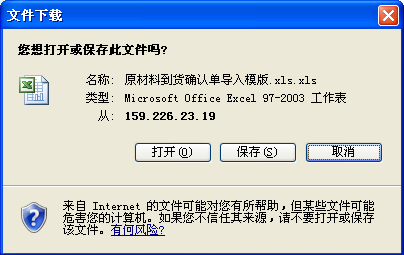 文件下载
您想打开或保存此文件吗?
名称: 原材料到货确认单导入模版.xls.xls
类型: Microsoft Office Excel 97-2003 工作表
从: 159.226.23.19
打开(O) 保存(S) 取消
来自 Internet 的文件可能对您有所帮助,但某些文件可能
危害您的计算机。如果您不信任其来源,请不要打开或保存
该文件。有何风险?